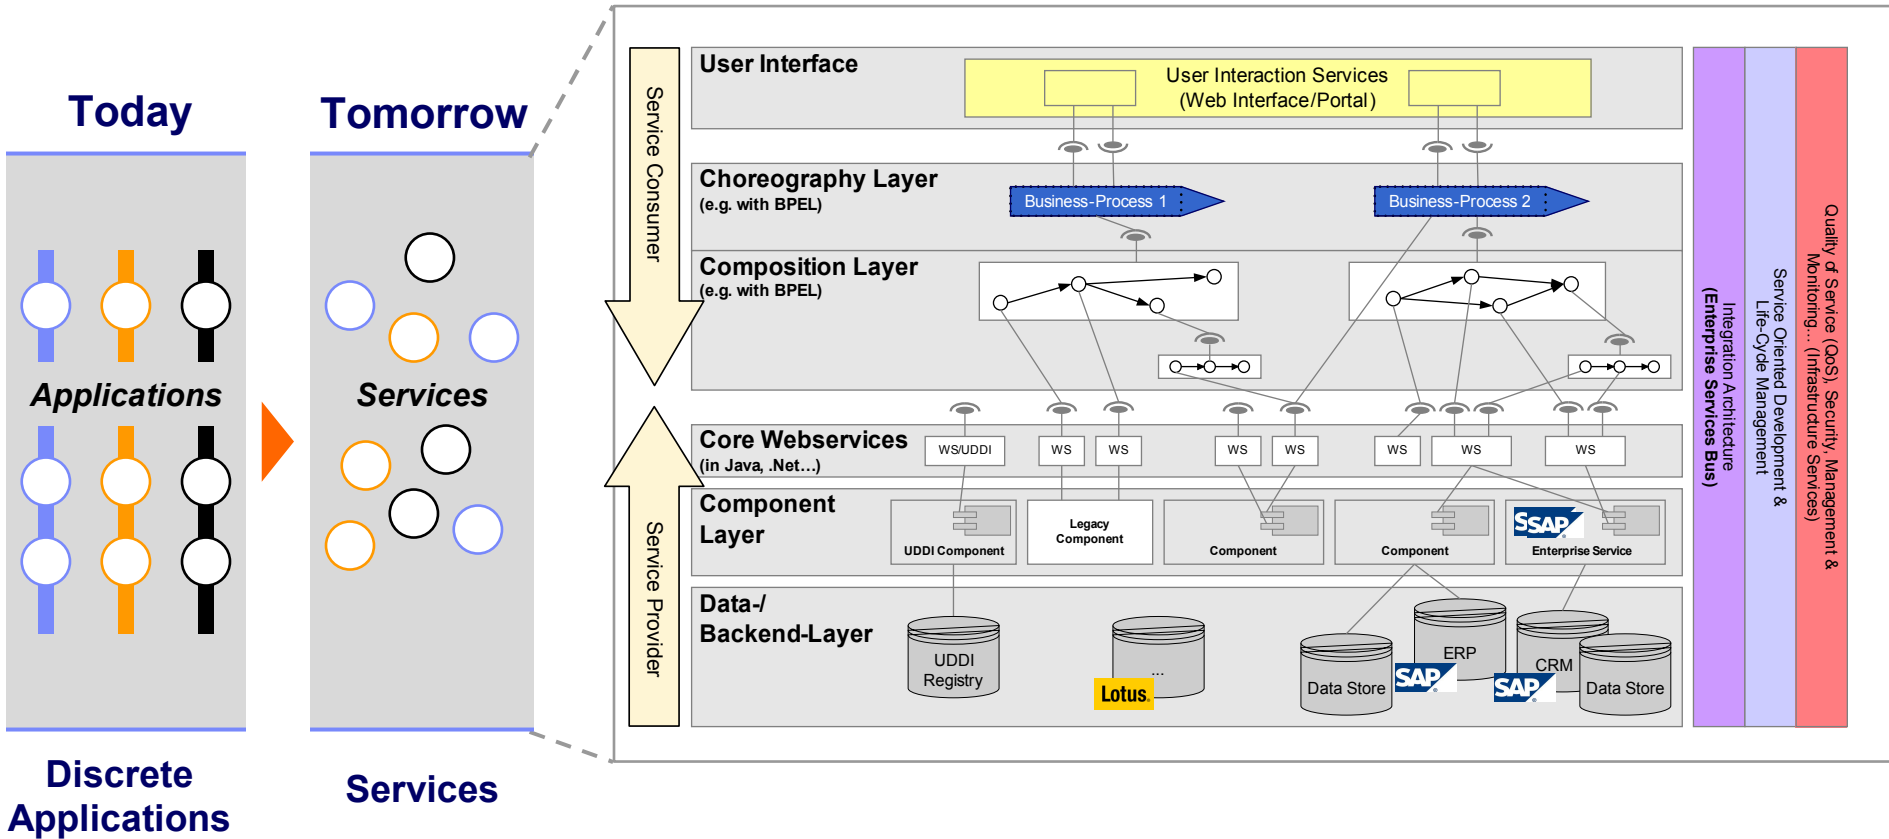 Today
Tomorrow
Applications
Services
Discrete
Applications
Services
Service Consumer
Service Provider
User Interface
User Interaction Services
(Web Interface/Portal)
Choreography Layer
(e.g. with BPEL)
Business-Process 1
Business-Process 2
Composition Layer
(e.g. with BPEL)
Core Webservices
(in Java, .Net…)
WS/UDDI
WS
WS
WS
WS
WS
WS
WS
Component
Layer
UDDI Component
Legacy
Component
Component
Component
SSAP
Enterprise Service
Data-/
Backend-Layer
UDDI
Registry
...
Lotus.
Data Store
ERP
SAP
CRM
SAP
Data Store
Integration Architecture
(Enterprise Services Bus)
Service Oriented Development &
Life-Cycle Management
Quality of Service (QoS), Security, Management &
Monitoring... (Infrastructure Services)